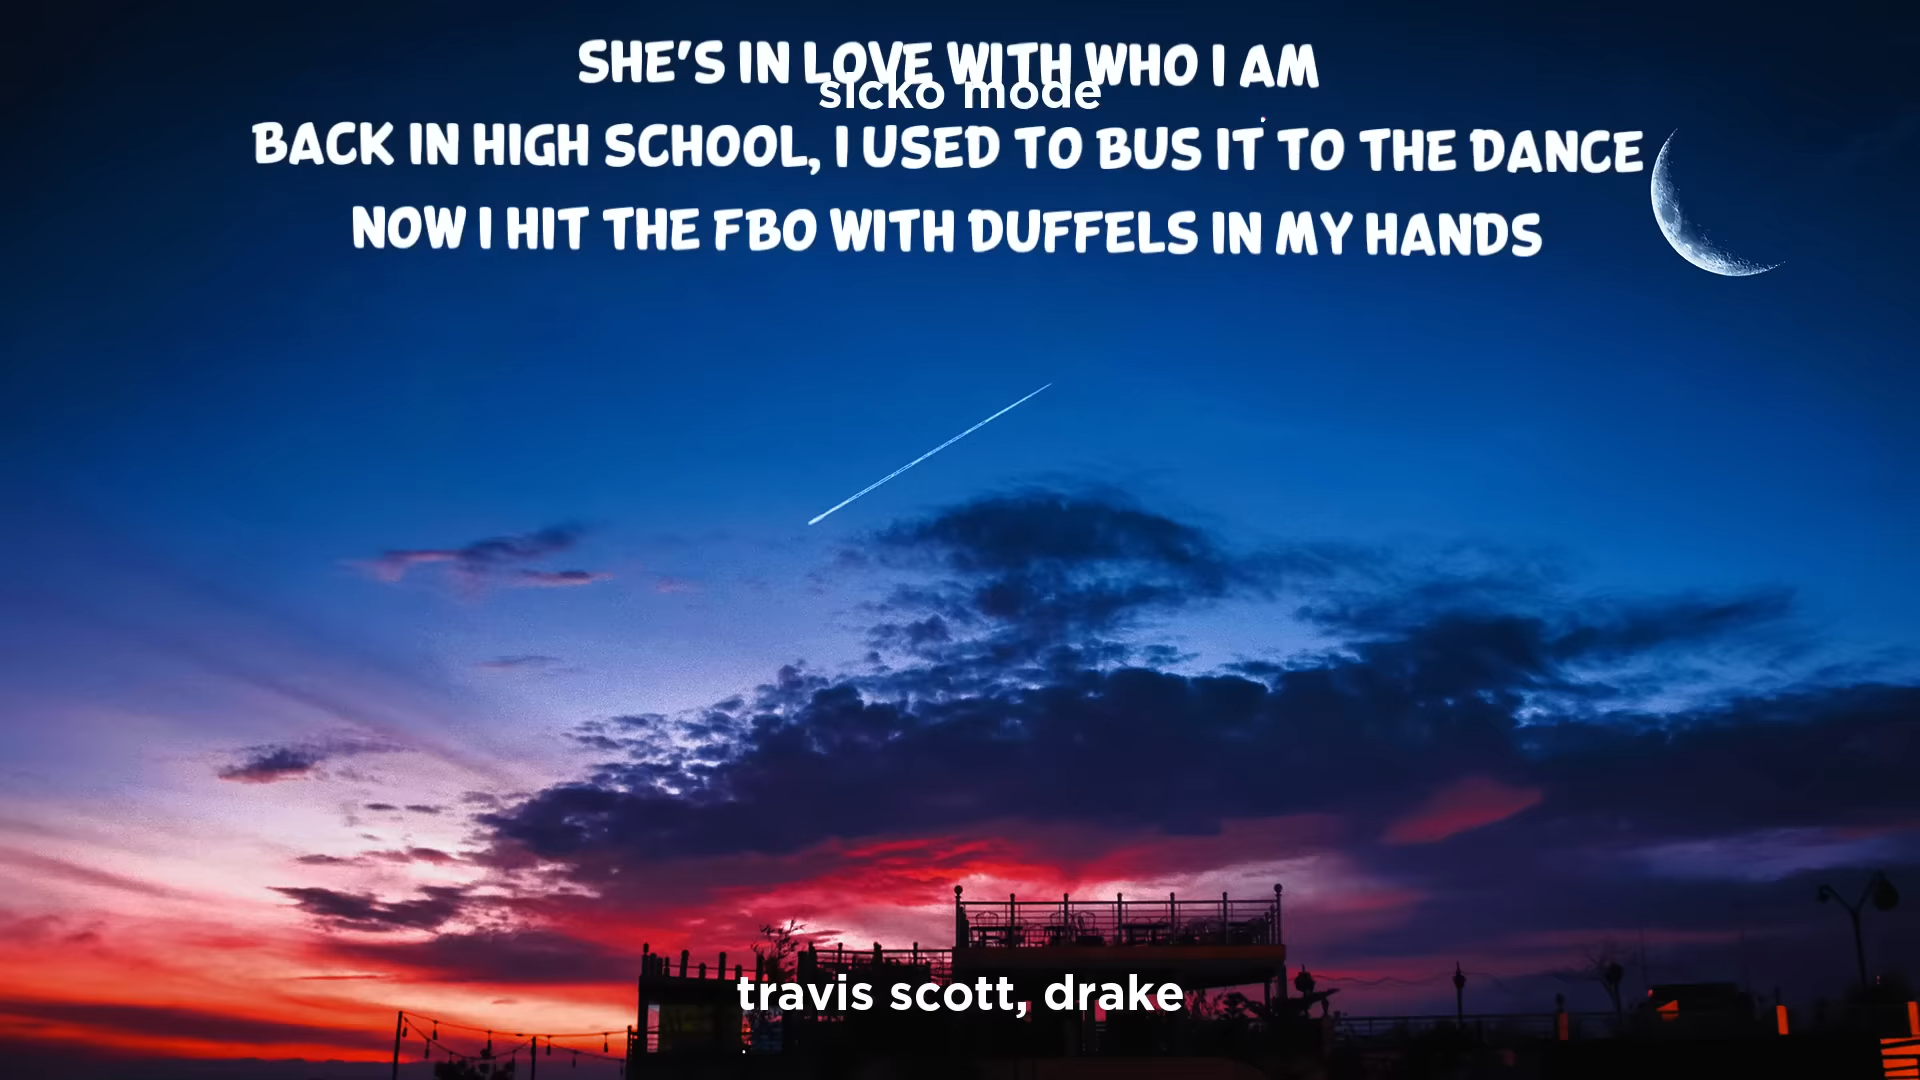 SHE'S IN LOVE WITH WHO I AM
sicko mode
BACK IN HIGH SCHOOL, I USED TO BUS IT TO THE DANCE
NOW I HIT THE FBO WITH DUFFELS IN MY HANDS
travis scott, drake